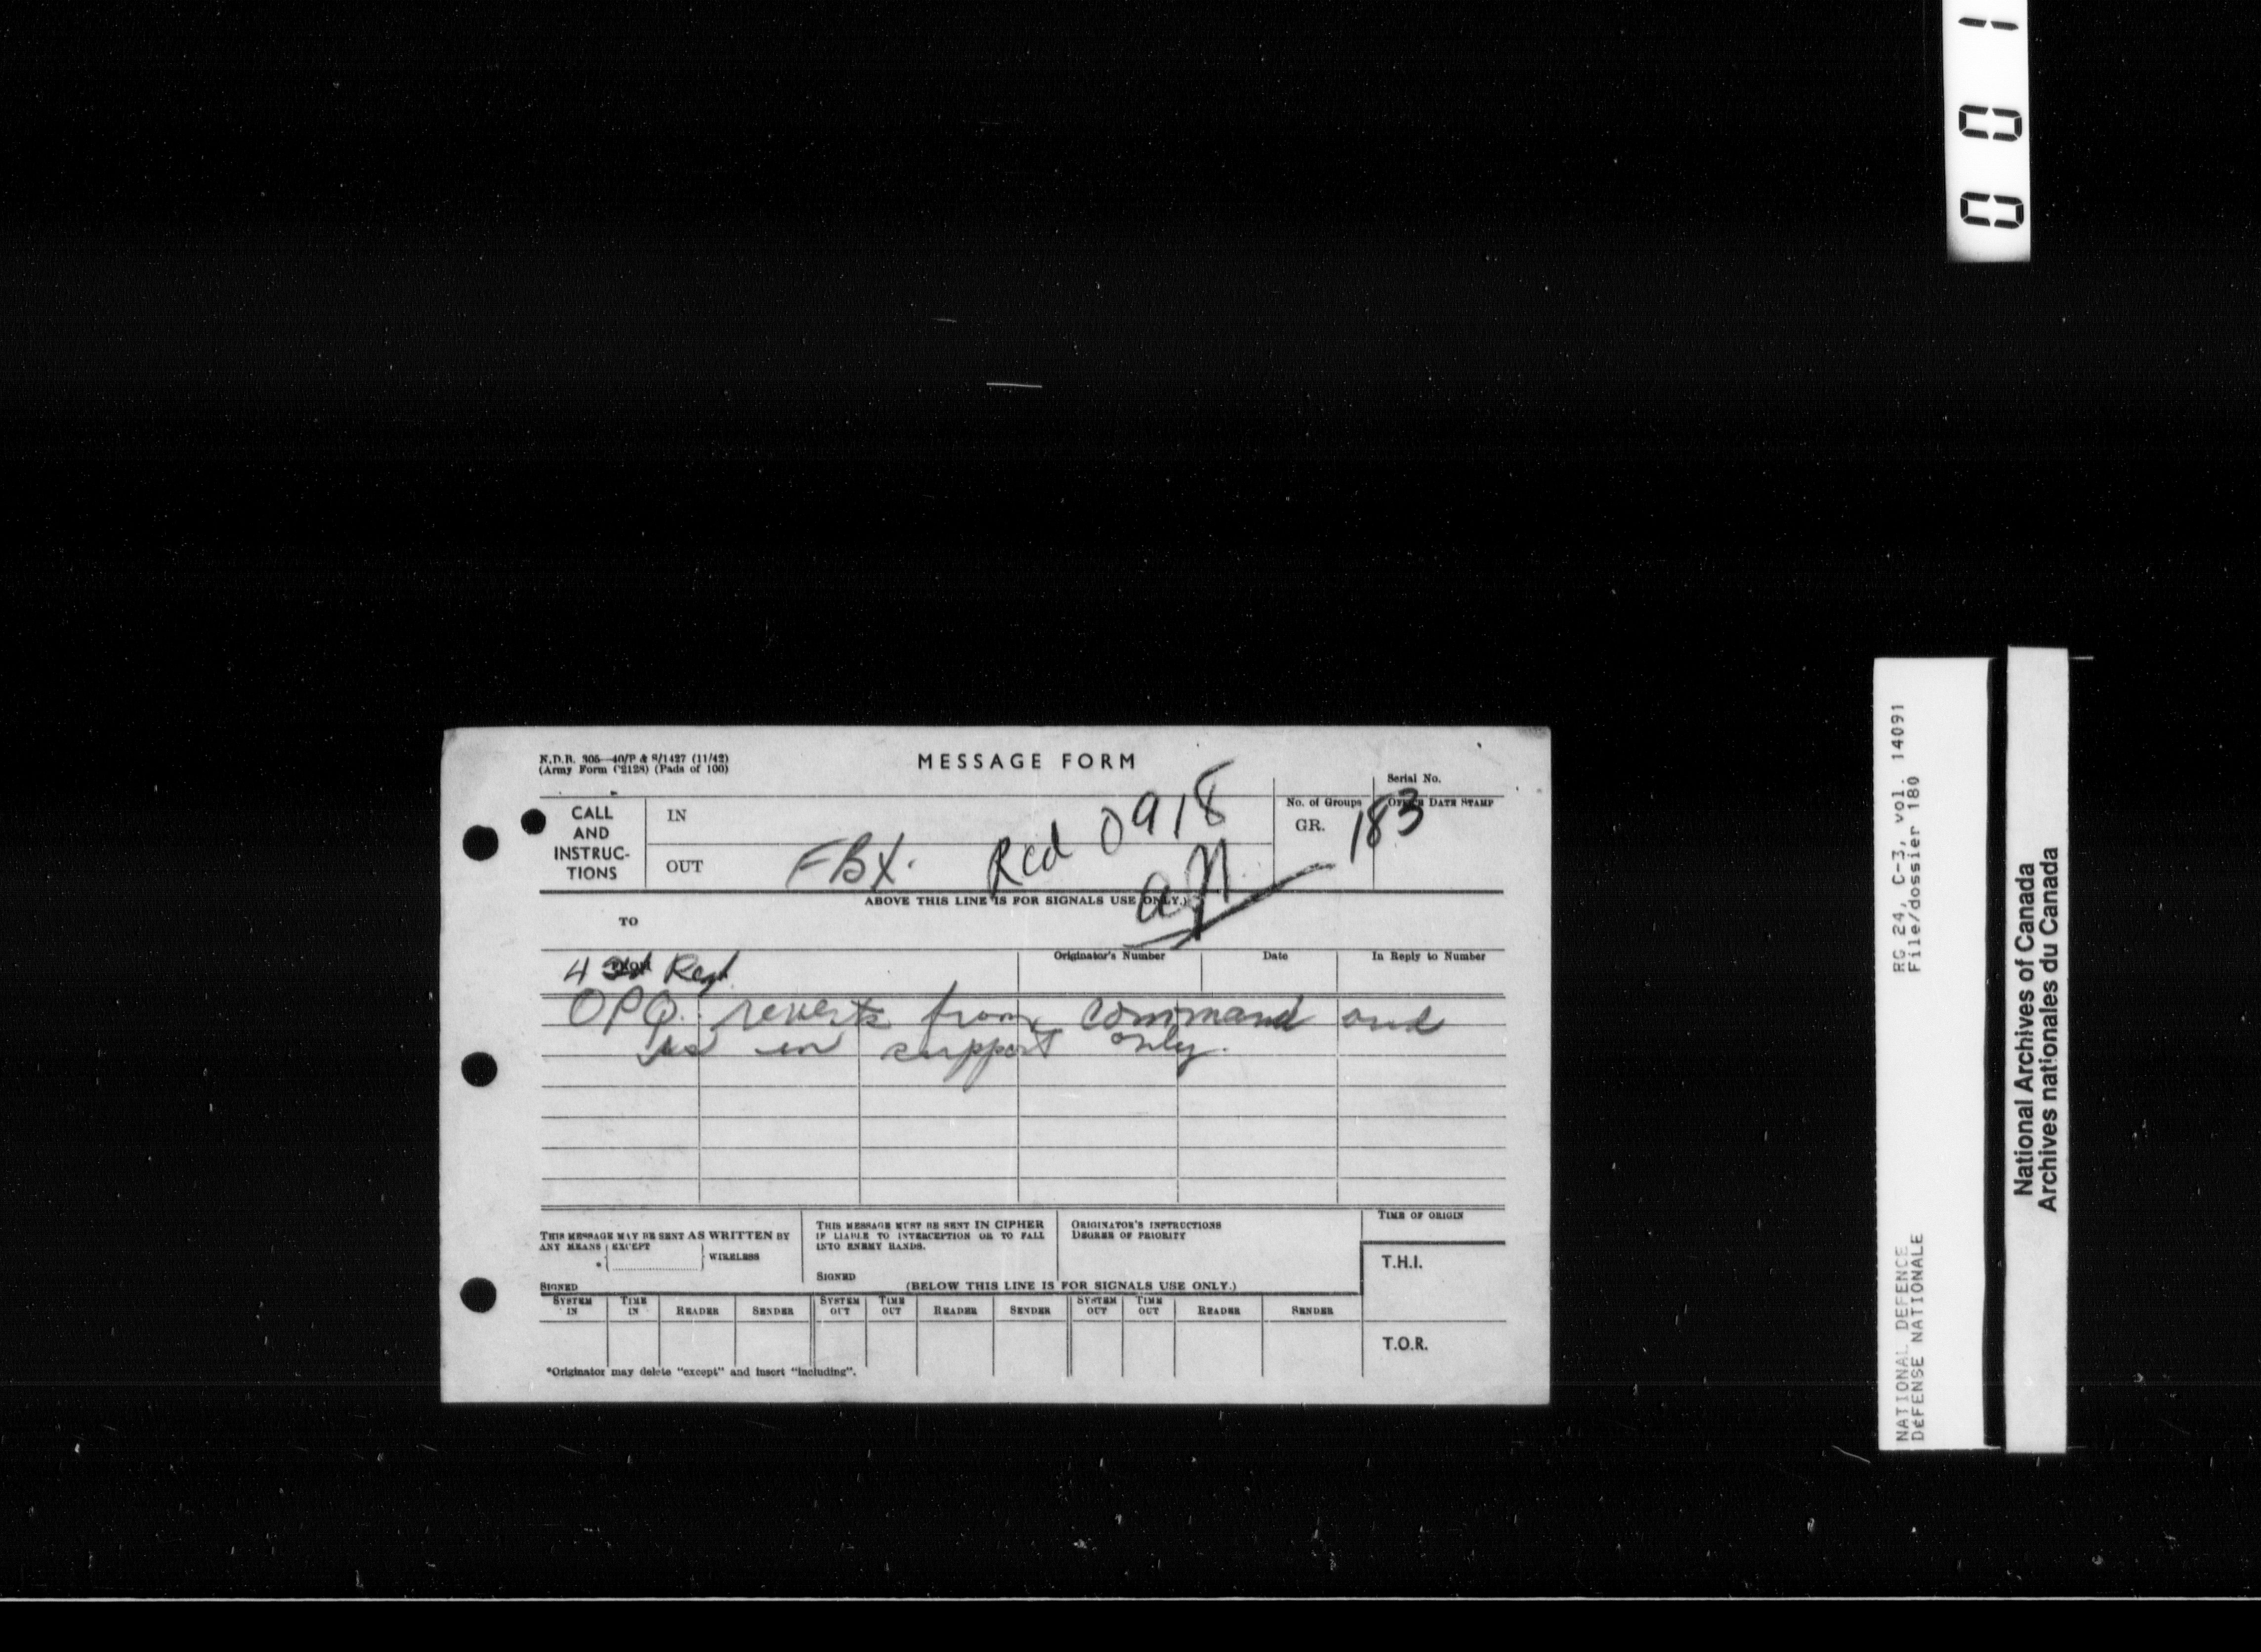 001
N.D.B. 305—40/P & S/1427 (11/42)
(Army Form C2128) (Pads of 100)
MESSAGE FORM
Serial No.
CALL AND INSTRUC-TIONS
IN
OUT
FBX. Rcd 0918
No. of Groups
GR.
OFFICE DATE STAMP
183
ABOVE THIS LINE IS FOR SIGNALS USE ONLY.)
TO
FROM
Originator's Number
Date
In Reply to Number
OPQ. reverts from command and
is in support only.
THIS MESSAGE MAY BE SENT AS WRITTEN BY
ANY MEANS EXCEPT
* WIRELESS
SIGNED
THIS MESSAGE MUST BE SENT IN CIPHER
IF LIABLE TO INTERCEPTION OR TO FALL
INTO ENEMY HANDS.
SIGNED
ORIGINATOR'S INSTRUCTIONS
DEGREE OF PRIORITY
TIME OF ORIGIN
T.H.I.
(BELOW THIS LINE IS FOR SIGNALS USE ONLY.)
SYSTEM IN TIME IN READER SENDER SYSTEM OUT TIME OUT READER SENDER SYSTEM OUT TIME OUT READER SENDER
T.O.R.
*Originator may delete "except" and insert "including".
RG 24, C-3, vol. 14091
File/dossier 180
NATIONAL DEFENCE
DÉFENSE NATIONALE
National Archives of Canada
Archives nationales du Canada